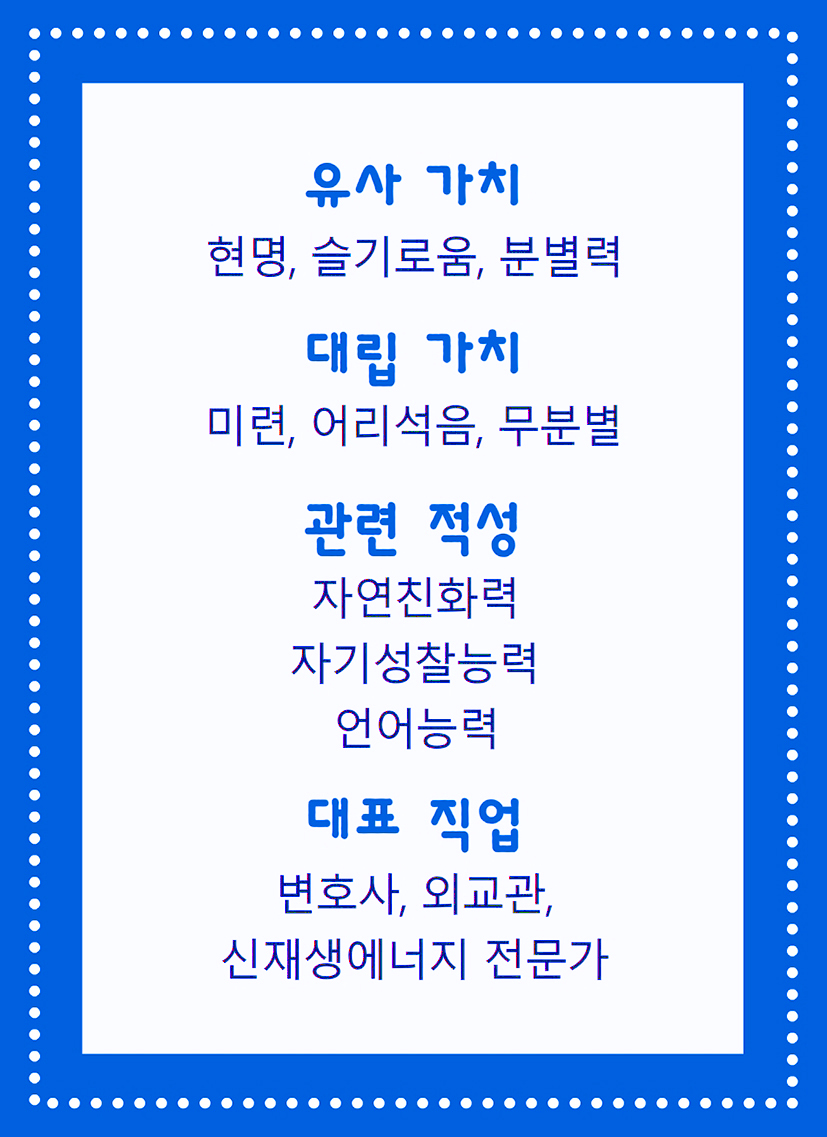 유사 가치
현명, 슬기로움, 분별력
대립 가치
미련, 어리석음, 무분별
관련 적성
자연친화력
자기성찰능력
언어능력
대표 직업
변호사, 외교관,
신재생에너지 전문가